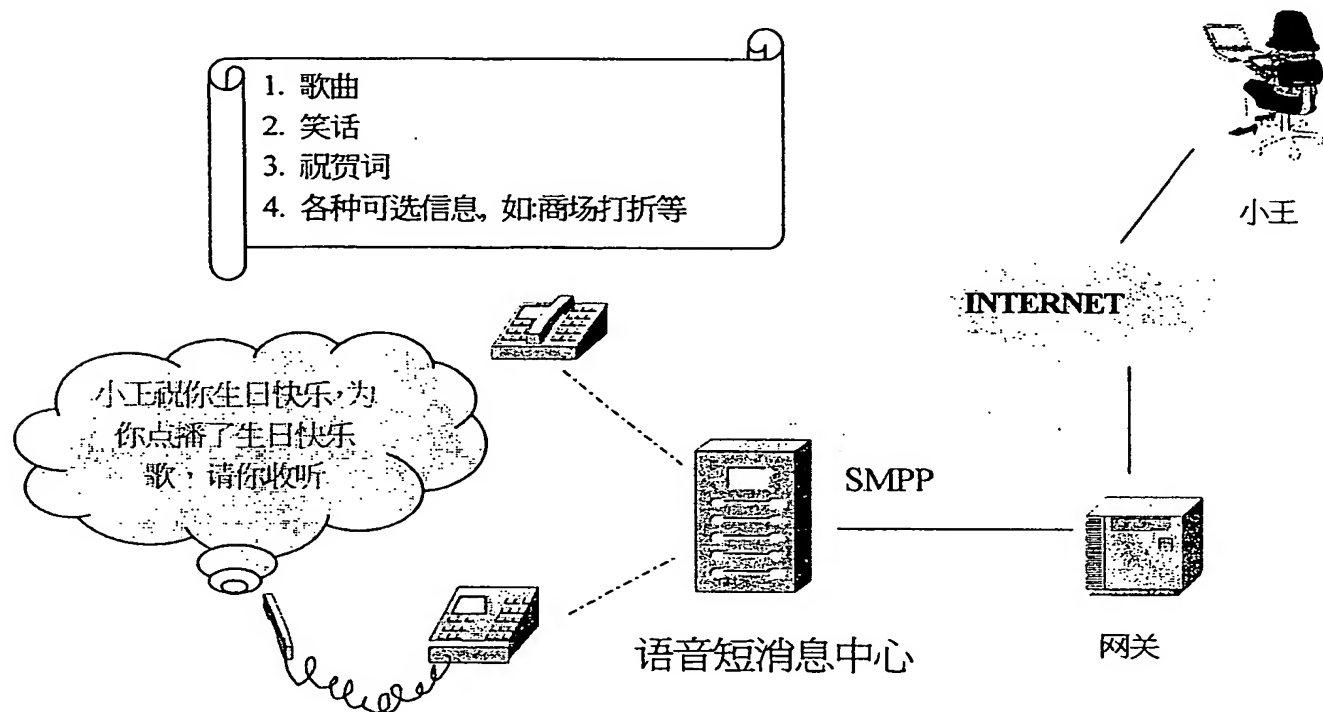 1. 歌曲
2. 笑话
3. 祝贺词
4. 各种可选信息, 如:商场打折等
小王
INTERNET
小王祝你生日快乐,为
你点播了生日快乐
歌，请你收听
SMPP
语音短消息中心
网关